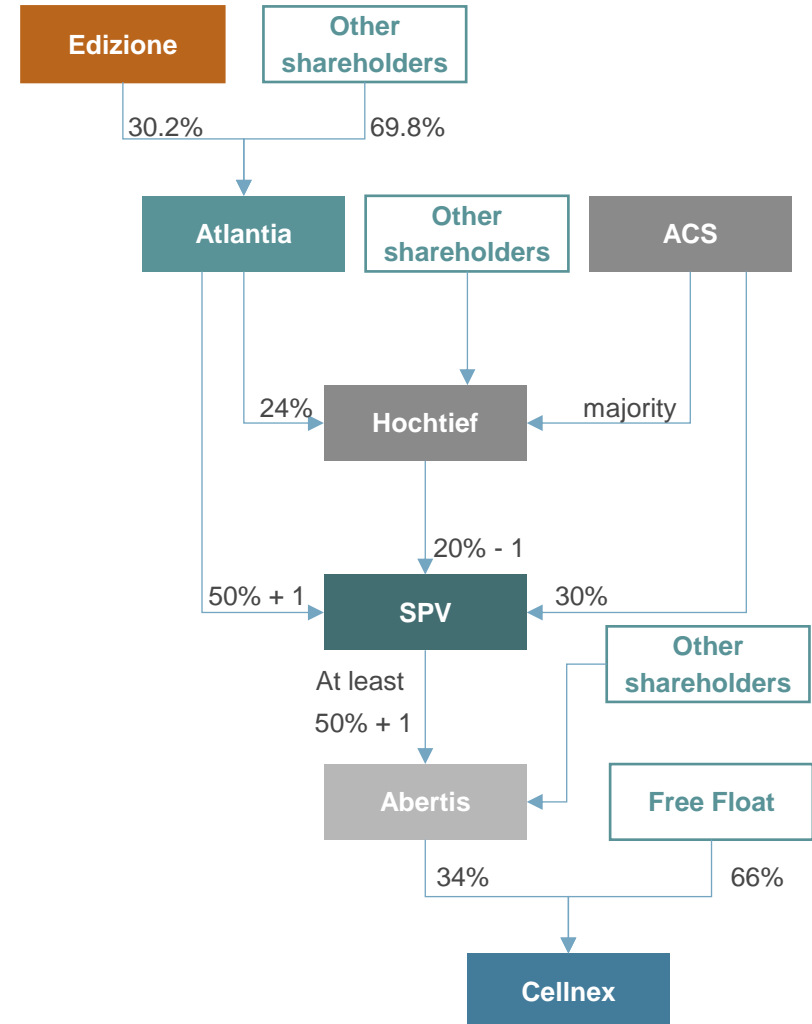 Edizione
Other
shareholders
30.2%
69.8%
Atlantia
Other
shareholders
ACS
24%
Hochtief
majority
20% - 1
50% + 1
SPV
30%
Other
shareholders
At least
50% + 1
Abertis
Free Float
34%
66%
Cellnex